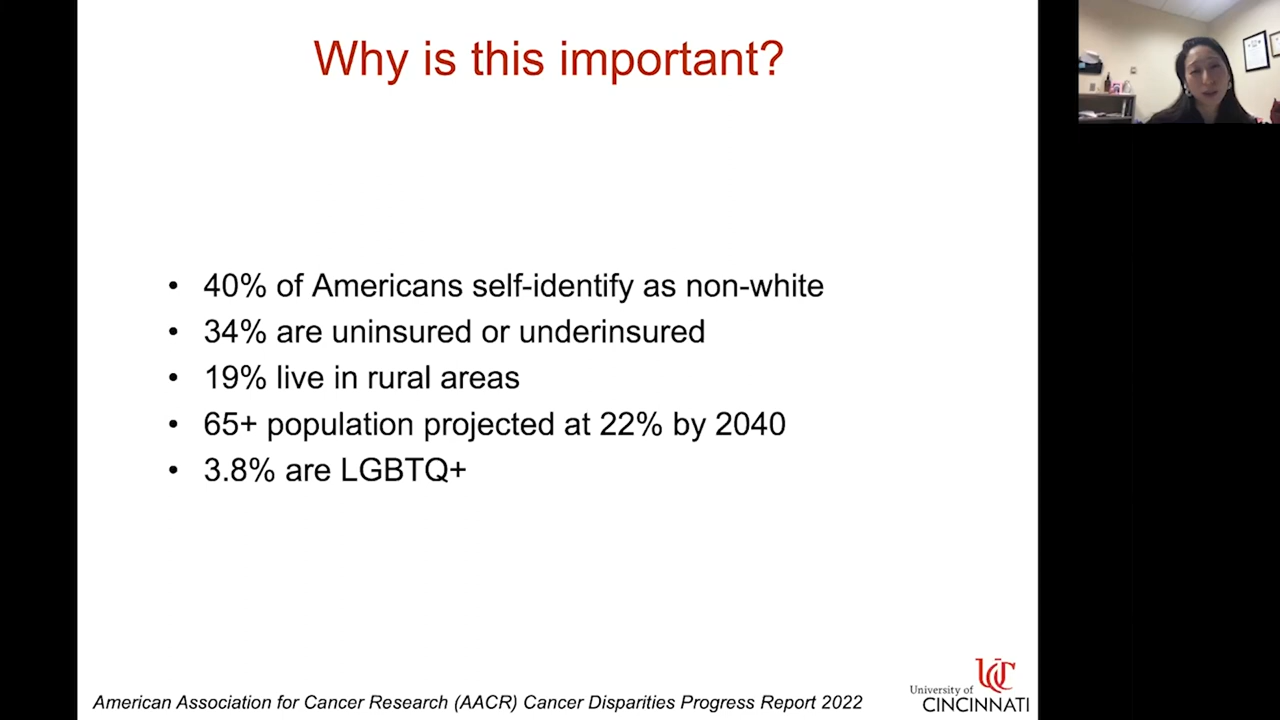 Why is this important?
• 40% of Americans self-identify as non-white
• 34% are uninsured or underinsured
• 19% live in rural areas
• 65+ population projected at 22% by 2040
• 3.8% are LGBTQ+
American Association for Cancer Research (AACR) Cancer Disparities Progress Report 2022
UC
University of
CINCINNATI